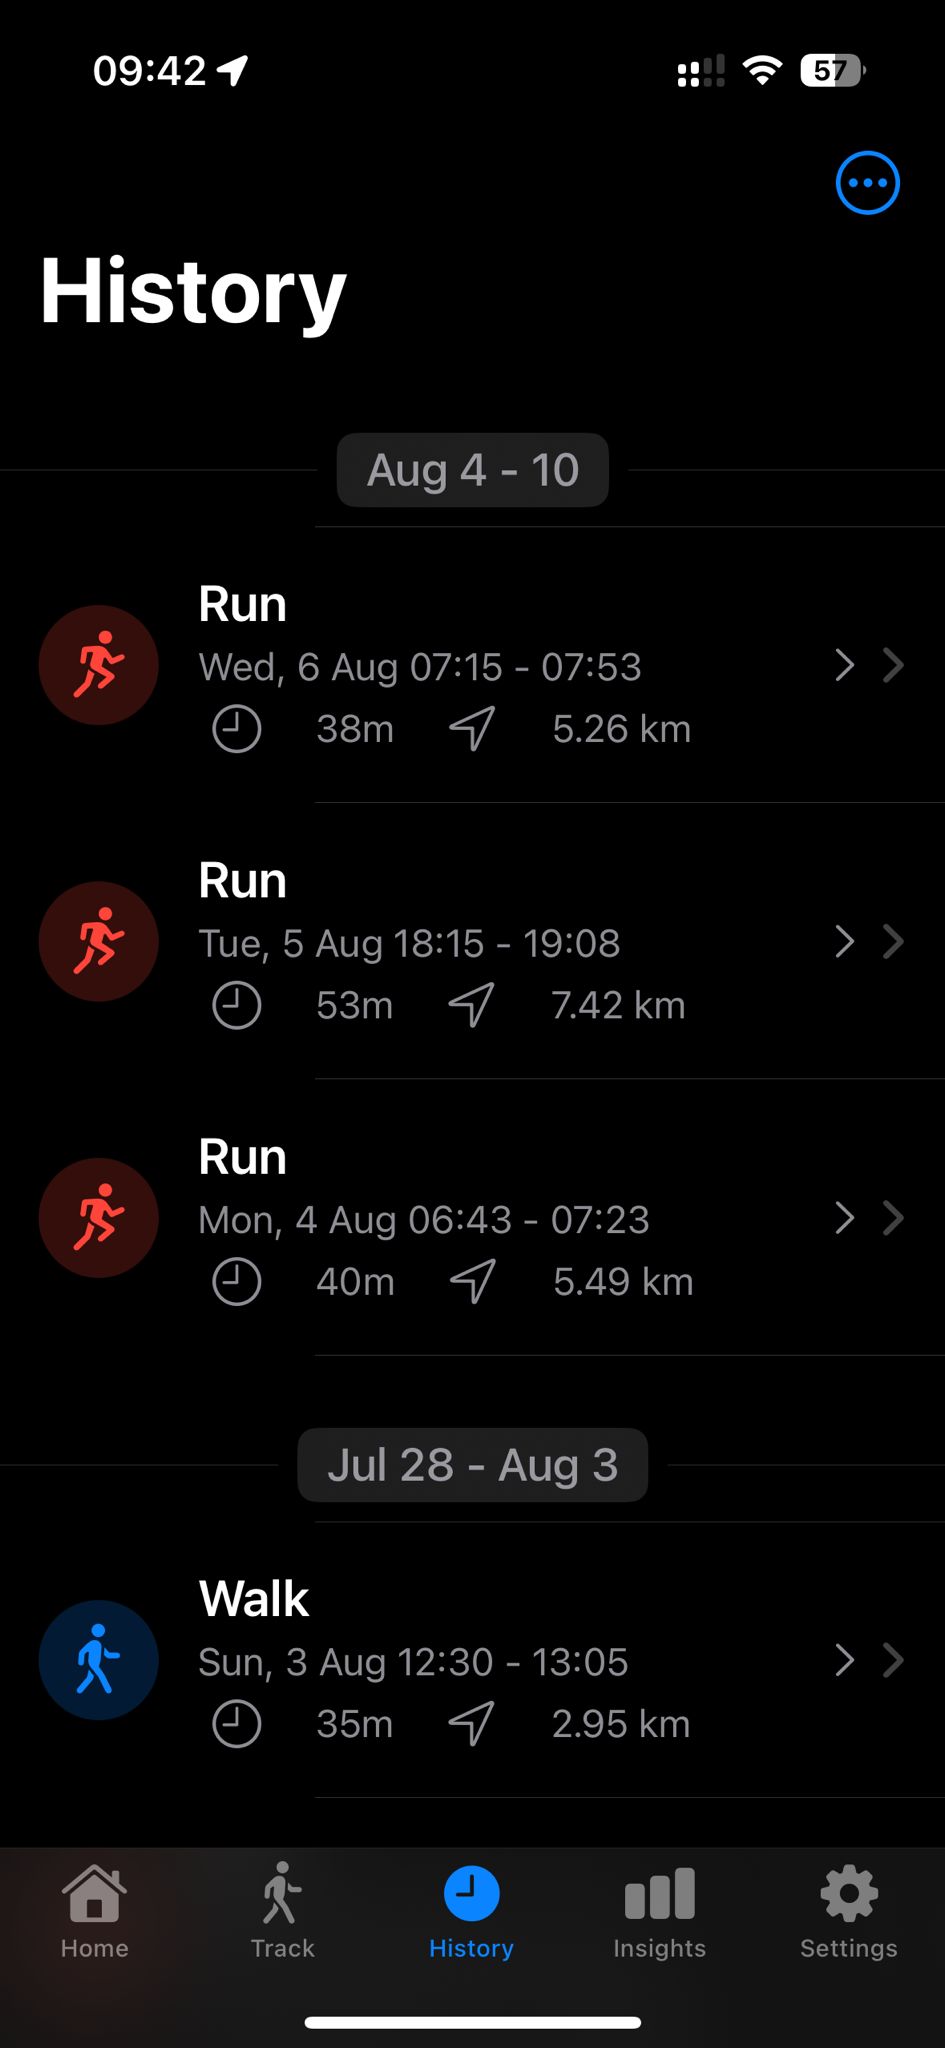 09:42
57
History
Aug 4 - 10
Run
Wed, 6 Aug 07:15 - 07:53
38m 5.26 km
Run
Tue, 5 Aug 18:15 - 19:08
53m 7.42 km
Run
Mon, 4 Aug 06:43 - 07:23
40m 5.49 km
Jul 28 - Aug 3
Walk
Sun, 3 Aug 12:30 - 13:05
35m 2.95 km
Home Track History Insights Settings